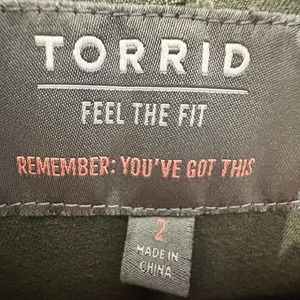 TORRID
FEEL THE FIT
REMEMBER: YOU'VE GOT THIS
2
MADE IN
CHINA